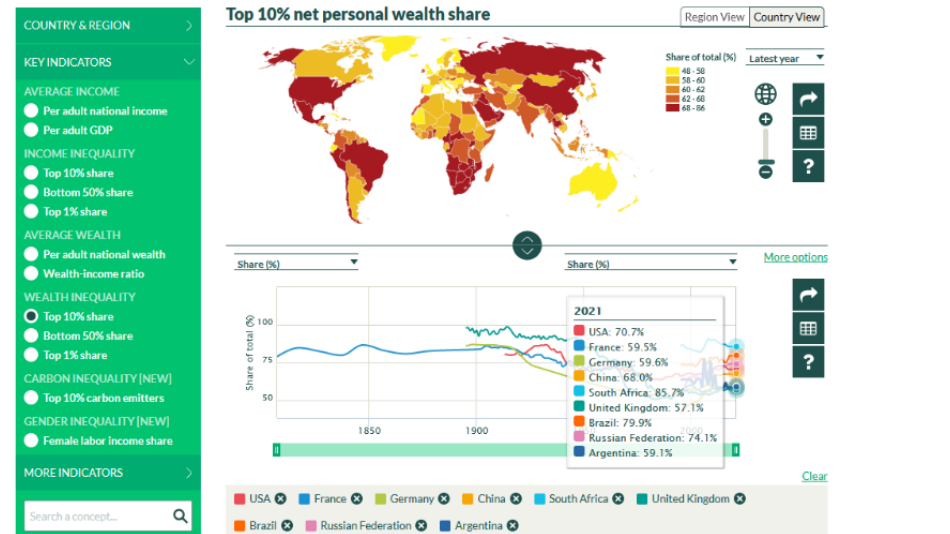 Top 10% net personal wealth share
Region View
Country View
COUNTRY & REGION
KEY INDICATORS
AVERAGE INCOME
Per adult national income
Per adult GDP
INCOME INEQUALITY
Top 10% share
Bottom 50% share
Top 1% share
AVERAGE WEALTH
Per adult national wealth
Wealth-income ratio
WEALTH INEQUALITY
Top 10% share
Bottom 50% share
Top 1% share
CARBON INEQUALITY [NEW]
Top 10% carbon emitters
GENDER INEQUALITY [NEW]
Female labor income share
MORE INDICATORS
Search a concept...
Share of total (%)
48 - 58
58 - 60
60 - 62
62 - 68
68 - 86
Latest year
?
Share (%)
Share (%)
More options
?
Share of total (%)
100
75
50
1850
1900
2000
2021
USA: 70.7%
France: 59.5%
Germany: 59.6%
China: 68.0%
South Africa: 85.7%
United Kingdom: 57.1%
Brazil: 79.9%
Russian Federation: 74.1%
Argentina: 59.1%
Clear
USA France Germany China South Africa United Kingdom
Brazil Russian Federation Argentina